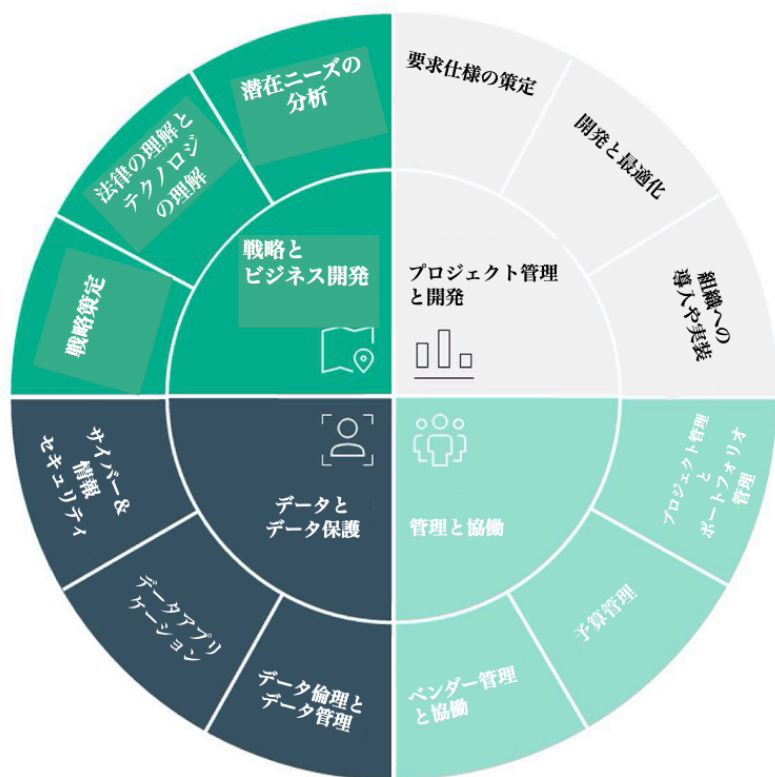 潜在ニーズの
分析
法律の理解と
テクノロジ
の理解
戦略策定
戦略と
ビジネス開発
要求仕様の策定
開発と最適化
組織への
導入や実装
プロジェクト管理
と開発
サイバー&
情報
セキュリティ
データアプリ
ケーション
データ倫理と
データ管理
データと
データ保護
プロジェクト管理
と
ポートフォリオ
管理
予算管理
ベンダー管理
と協働
管理と協働